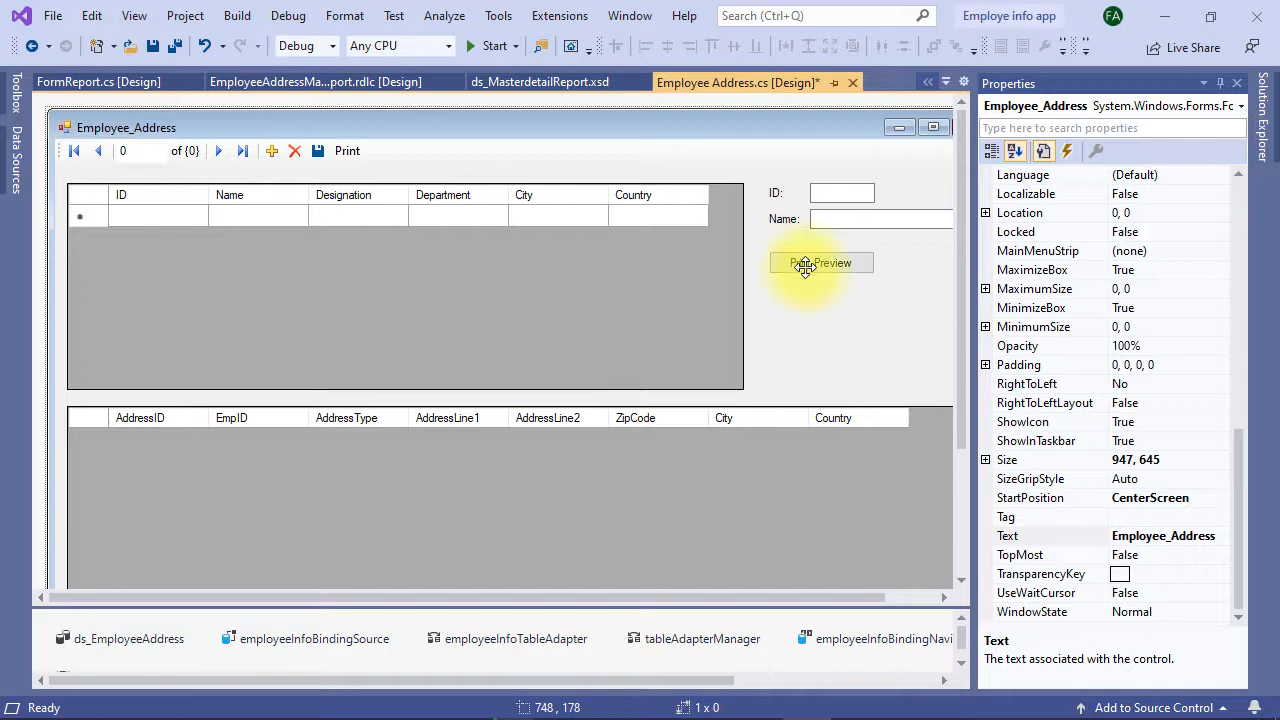 File Edit View Project Build Debug Format Test Analyze Tools Extensions Window Help Search (Ctrl+Q) Employe info app FA
Debug Any CPU Start Live Share
FormReport.cs [Design] EmployeeAddressMa...port.rdlc [Design] ds_MasterdetailReport.xsd Employee Address.cs [Design]*
Toolbox
Data Sources
Employee_Address
0 of {0} Print
ID Name Designation Department City Country
*
ID:
Name:
Preview
AddressID EmpID AddressType AddressLine1 AddressLine2 ZipCode City Country
ds_EmployeeAddress employeeInfoBindingSource employeeInfoTableAdapter tableAdapterManager employeeInfoBindingNavi
Properties
Employee_Address System.Windows.Forms.Fc
Type here to search properties
Language (Default)
Localizable False
Location 0, 0
Locked False
MainMenuStrip (none)
MaximizeBox True
MaximumSize 0, 0
MinimizeBox True
MinimumSize 0, 0
Opacity 100%
Padding 0, 0, 0, 0
RightToLeft No
RightToLeftLayout False
ShowIcon True
ShowInTaskbar True
Size 947, 645
SizeGripStyle Auto
StartPosition CenterScreen
Tag
Text Employee_Address
TopMost False
TransparencyKey
UseWaitCursor False
WindowState Normal
Text
The text associated with the control.
Solution Explorer
Ready 748 , 178 1 x 0 Add to Source Control